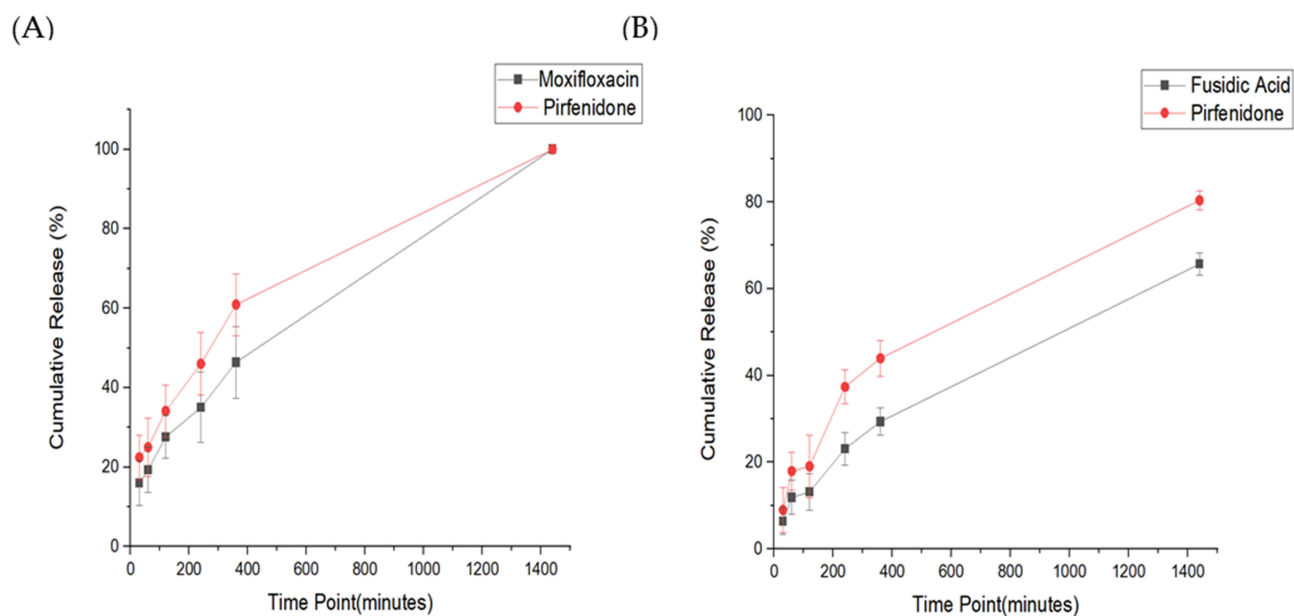 (A)
Moxifloxacin
Pirfenidone
100
80
60
40
20
0
Cumulative Release (%)
0 200 400 600 800 1000 1200 1400
Time Point(minutes)
(B)
Fusidic Acid
Pirfenidone
100
80
60
40
20
0
Cumulative Release (%)
0 200 400 600 800 1000 1200 1400
Time Point(minutes)